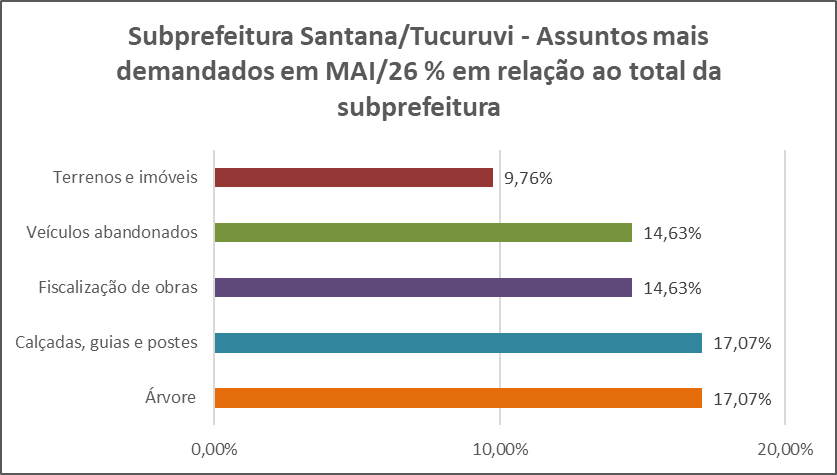 Subprefeitura Santana/Tucuruvi - Assuntos mais
demandados em MAI/26 % em relação ao total da
subprefeitura
Terrenos e imóveis
9,76%
Veículos abandonados
14,63%
Fiscalização de obras
14,63%
Calçadas, guias e postes
17,07%
Árvore
17,07%
0,00%
10,00%
20,00%